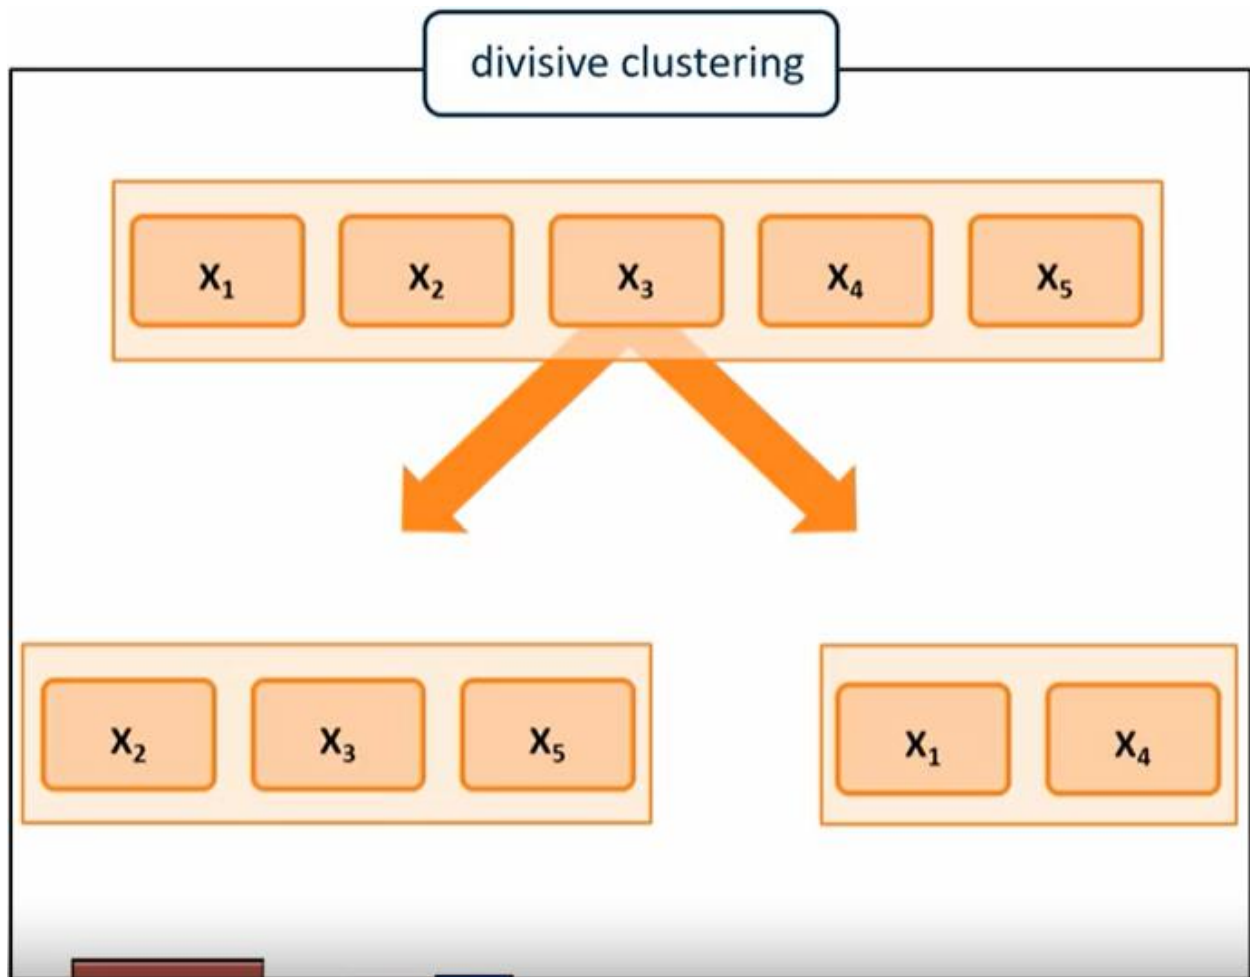 divisive clustering
X₁ X₂ X₃ X₄ X₅
X₂ X₃ X₅ X₁ X₄